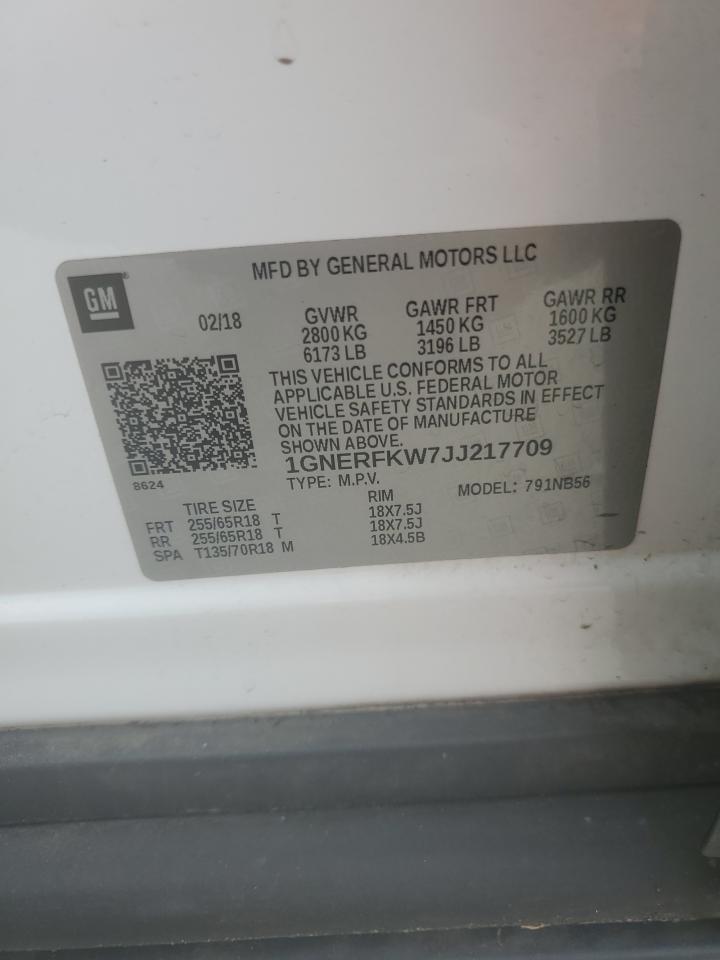 MFD BY GENERAL MOTORS LLC
GM
02/18
GVWR
2800 KG
6173 LB
GAWR FRT
1450 KG
3196 LB
GAWR RR
1600 KG
3527 LB
THIS VEHICLE CONFORMS TO ALL
APPLICABLE U.S. FEDERAL MOTOR
VEHICLE SAFETY STANDARDS IN EFFECT
ON THE DATE OF MANUFACTURE
SHOWN ABOVE.
8624
1GNERFKW7JJ217709
TYPE: M.P.V.
MODEL: 791NB56
TIRE SIZE
RIM
FRT 255/65R18 T 18X7.5J
RR 255/65R18 T 18X7.5J
SPA T135/70R18 M 18X4.5B